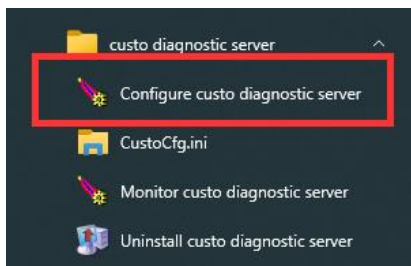 custo diagnostic server
Configure custo diagnostic server
CustoCfg.ini
Monitor custo diagnostic server
Uninstall custo diagnostic server